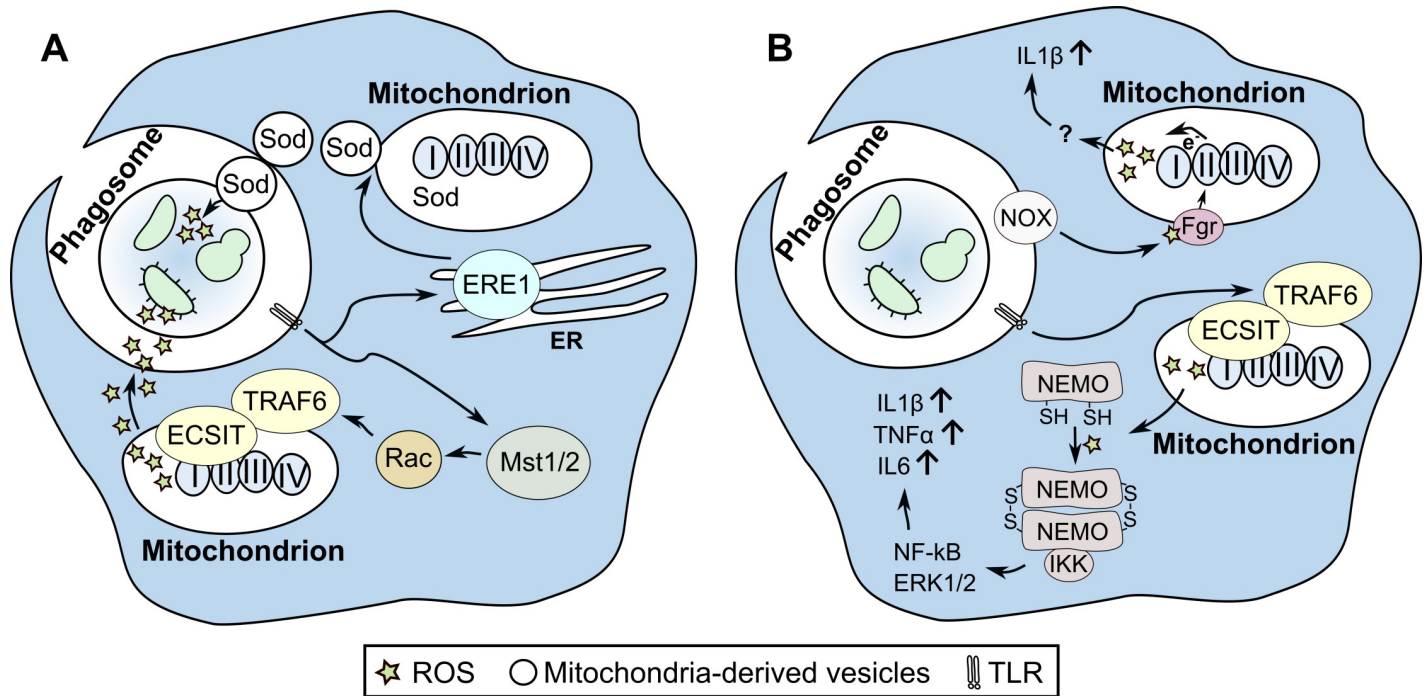 A
Mitochondrion
Sod
Sod
I II III IV
Sod
Sod
Phagosome
ERE1
ER
TRAF6
ECSIT
I II III IV
Rac
Mst1/2
Mitochondrion
B
IL1β ↑
Mitochondrion
?
e-
I II III IV
Phagosome
NOX
Fgr
TRAF6
ECSIT
I II III IV
Mitochondrion
NEMO
SH SH
IL1β ↑
TNFα ↑
IL6 ↑
S NEMO S
S NEMO S
IKK
NF-kB
ERK1/2
ROS
Mitochondria-derived vesicles
TLR